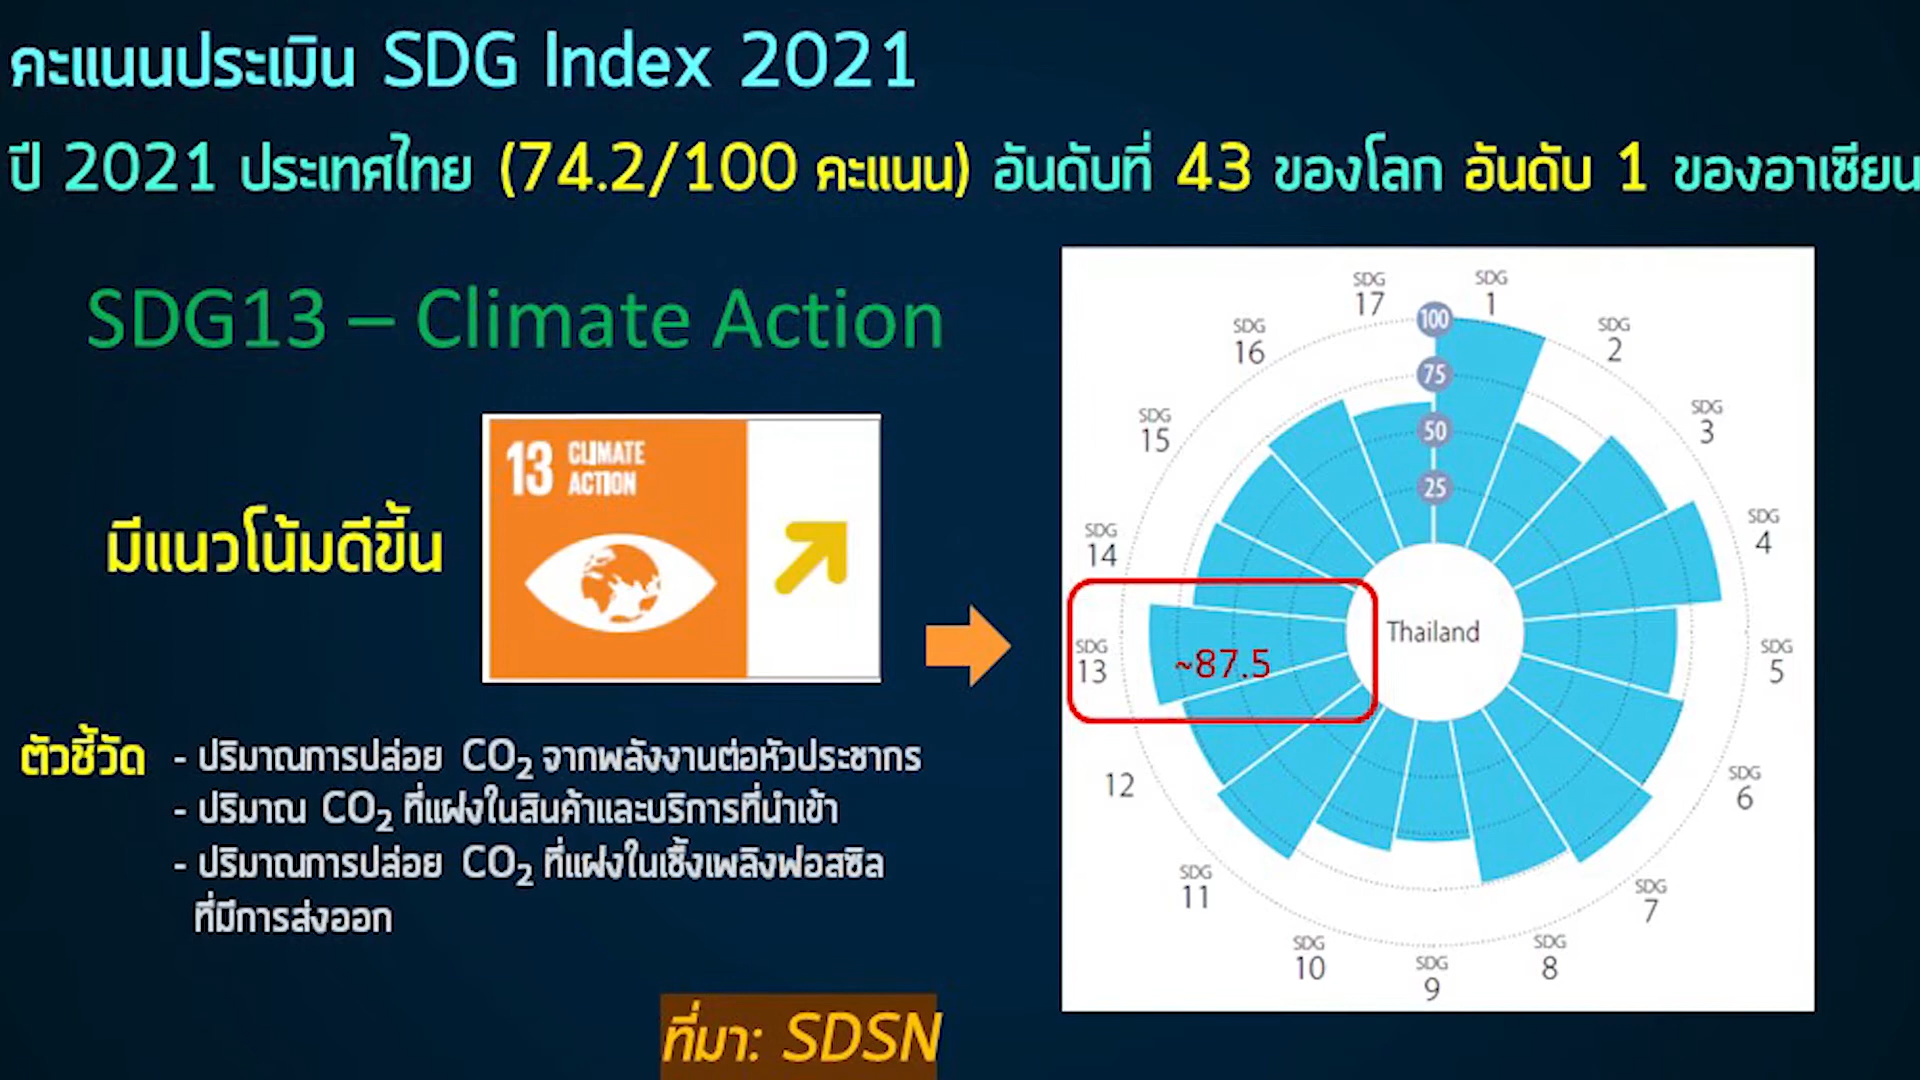 คะแนนประเมิน SDG Index 2021
ปี 2021 ประเทศไทย (74.2/100 คะแนน) อันดับที่ 43 ของโลก อันดับ 1 ของอาเซียน
SDG13 – Climate Action
13 CLIMATE
ACTION
มีแนวโน้มดีขึ้น
ตัวชี้วัด - ปริมาณการปล่อย CO2 จากพลังงานต่อหัวประชากร
- ปริมาณ CO2 ที่แฝงในสินค้าและบริการที่นำเข้า
- ปริมาณการปล่อย CO2 ที่แฝงในเชื้อเพลิงฟอสซิล
ที่มีการส่งออก
ที่มา: SDSN
100
75
50
25
Thailand
~87.5
SDG
1
SDG
2
SDG
3
SDG
4
SDG
5
SDG
6
SDG
7
SDG
8
SDG
9
SDG
10
SDG
11
12
SDG
13
SDG
14
SDG
15
SDG
16
SDG
17